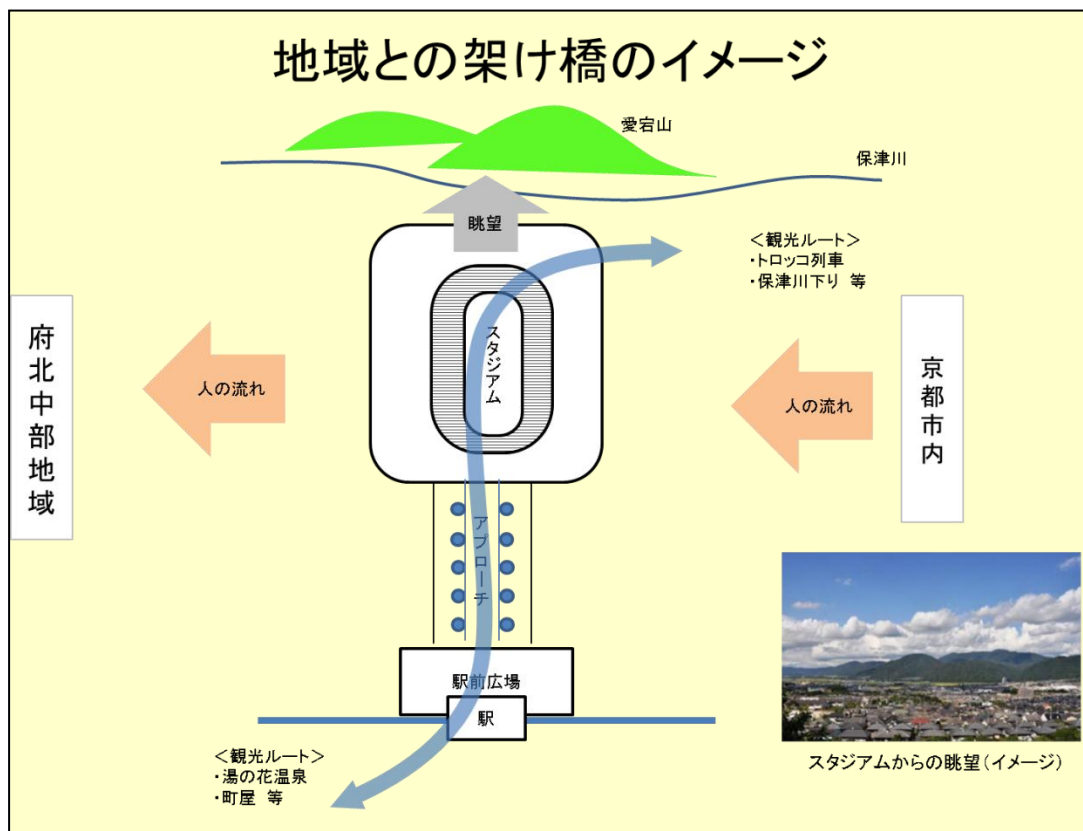 地域との架け橋のイメージ
愛宕山
保津川
眺望
＜観光ルート＞
・トロッコ列車
・保津川下り 等
府北中部地域
人の流れ
スタジアム
人の流れ
京都市内
アプローチ
駅前広場
駅
＜観光ルート＞
・湯の花温泉
・町屋 等
スタジアムからの眺望（イメージ）